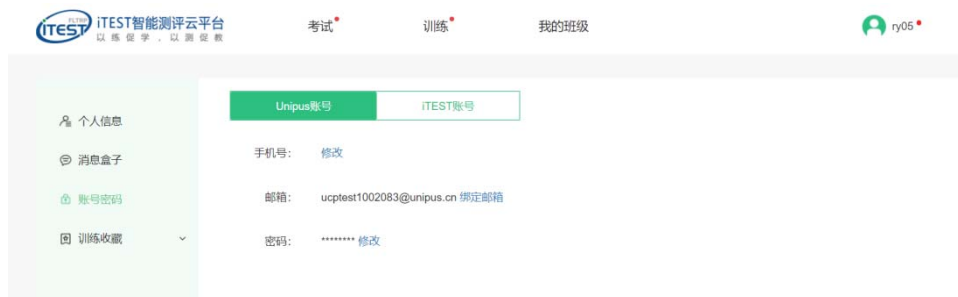 FLTRP
iTEST iTEST智能测评云平台
以练促学，以测促教
考试 训练 我的班级 ry05
Unipus账号 iTEST账号
个人信息
手机号： 修改
消息盒子
账号密码
邮箱： ucptest1002083@unipus.cn 绑定邮箱
训练收藏
密码： ******** 修改